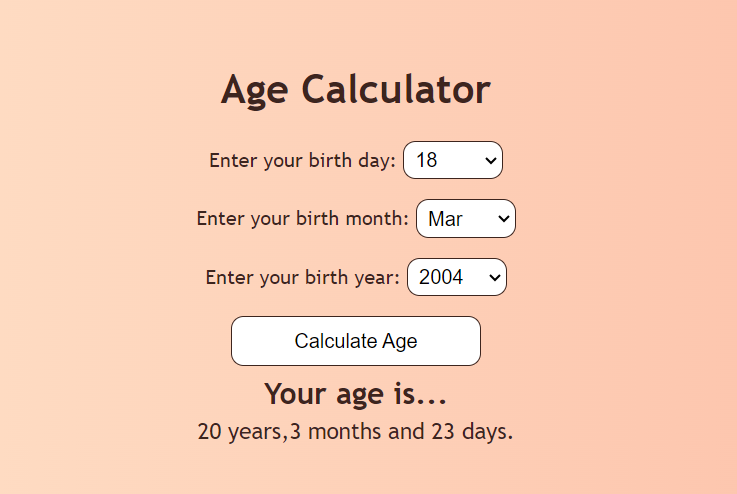 Age Calculator
Enter your birth day: 18
Enter your birth month: Mar
Enter your birth year: 2004
Calculate Age
Your age is...
20 years,3 months and 23 days.